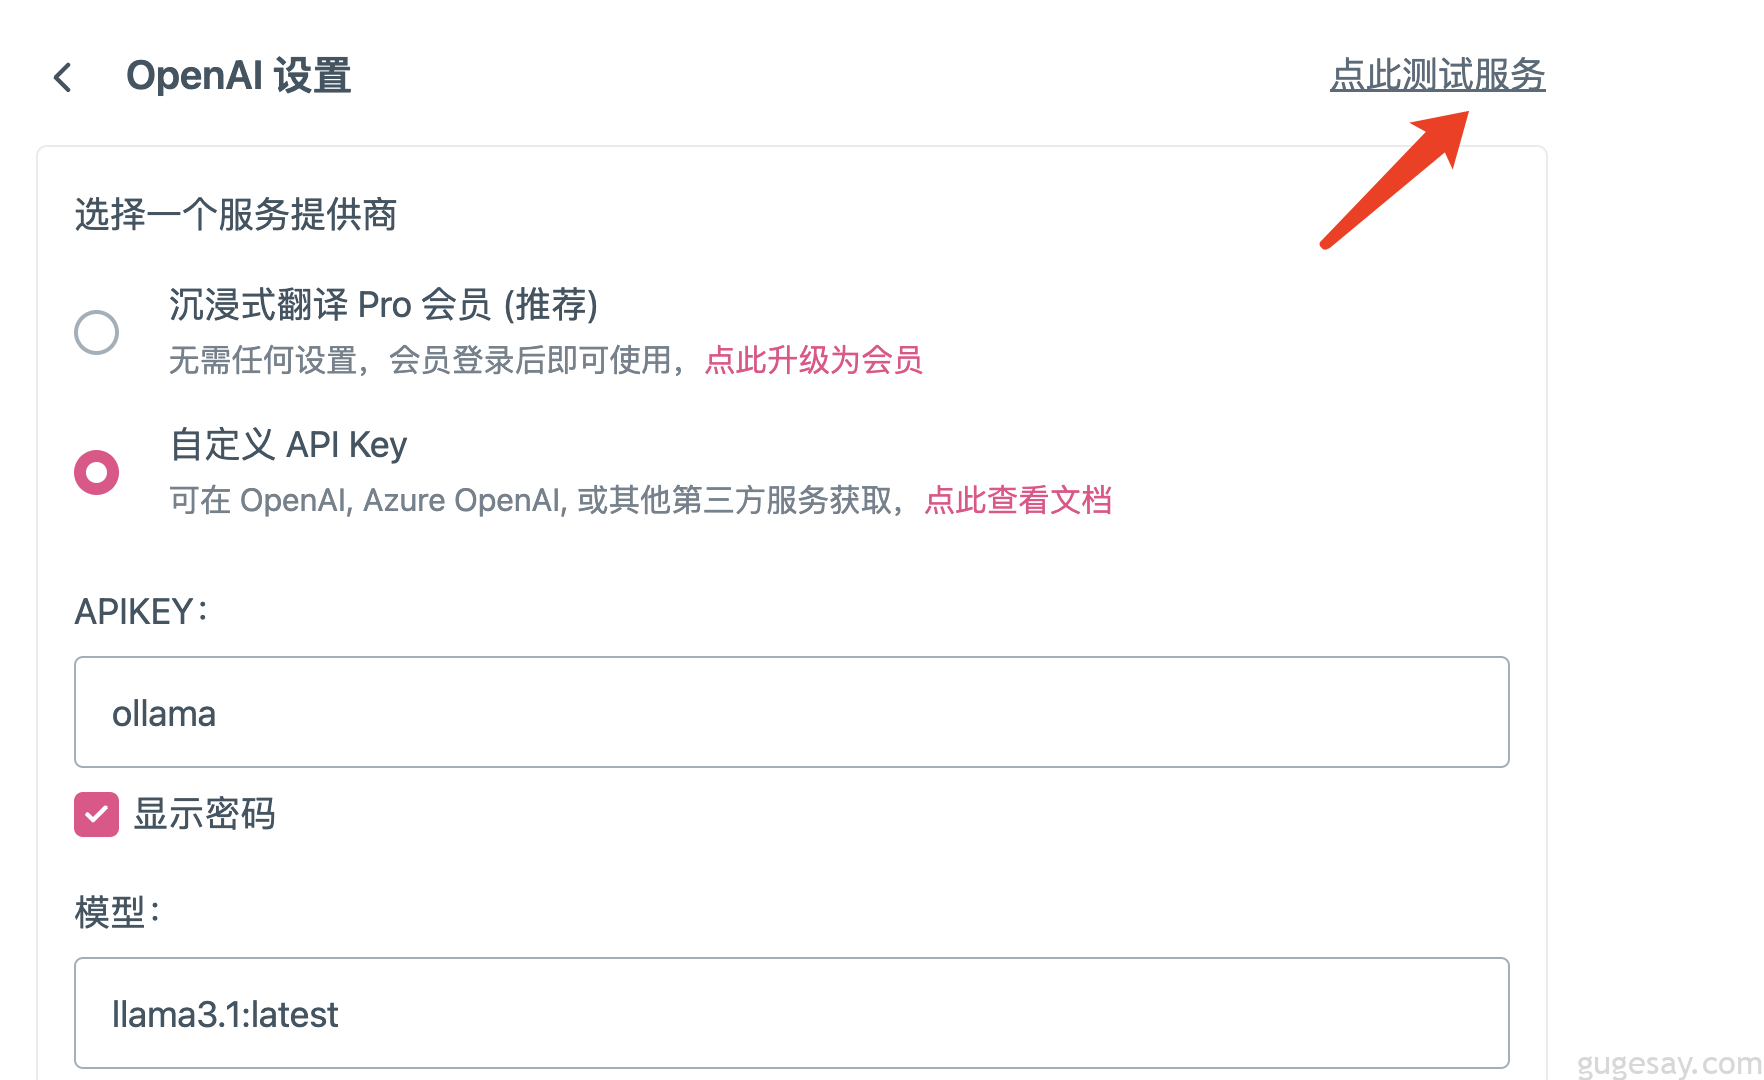 OpenAI 设置
点此测试服务
选择一个服务提供商
沉浸式翻译 Pro 会员 (推荐)
无需任何设置，会员登录后即可使用，点此升级为会员
自定义 API Key
可在 OpenAI, Azure OpenAI, 或其他第三方服务获取，点此查看文档
APIKEY：
ollama
显示密码
模型：
llama3.1:latest
gugesay.com